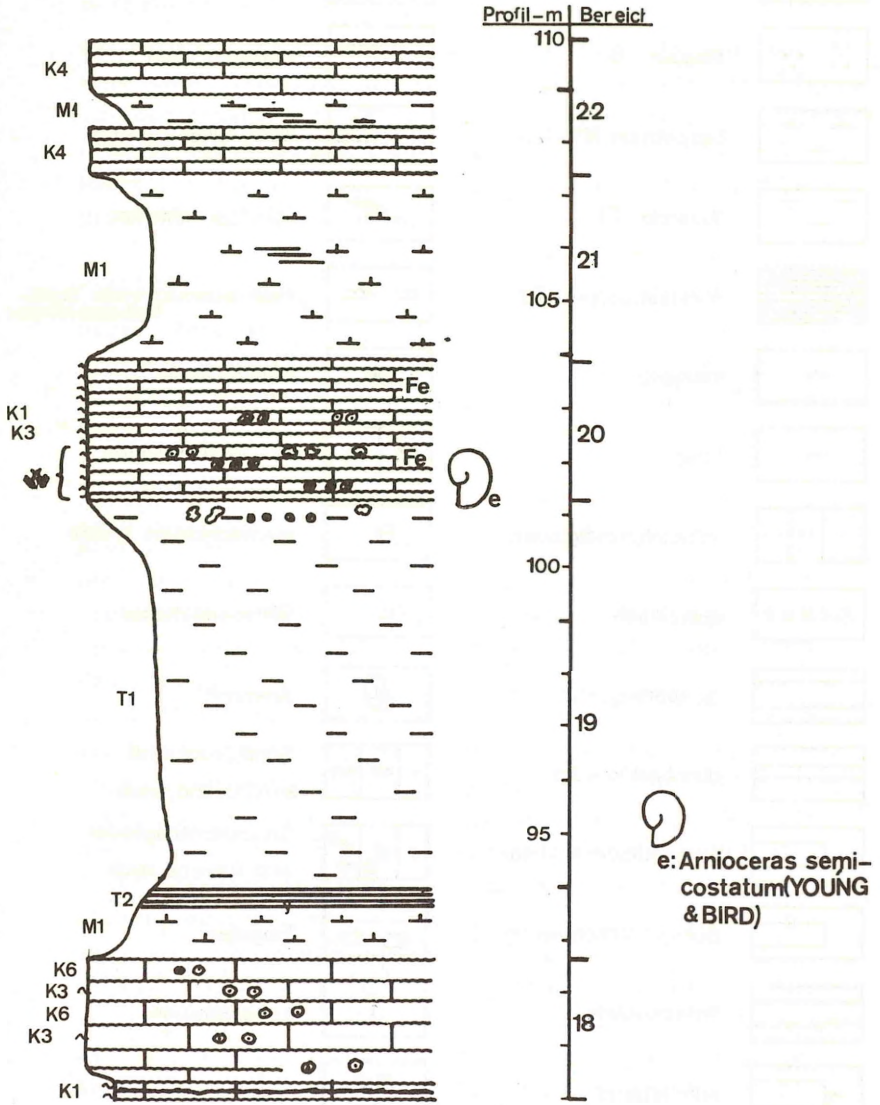 Profil-m Bereich
110
K4
M1
22
K4
M1
21
105
Fe
K1
K3
20
Fe
e
100
T1
19
95
e: Arnioceras semi-
costatum(YOUNG
& BIRD)
T2
M1
K6
K3
K6
18
K3
K1